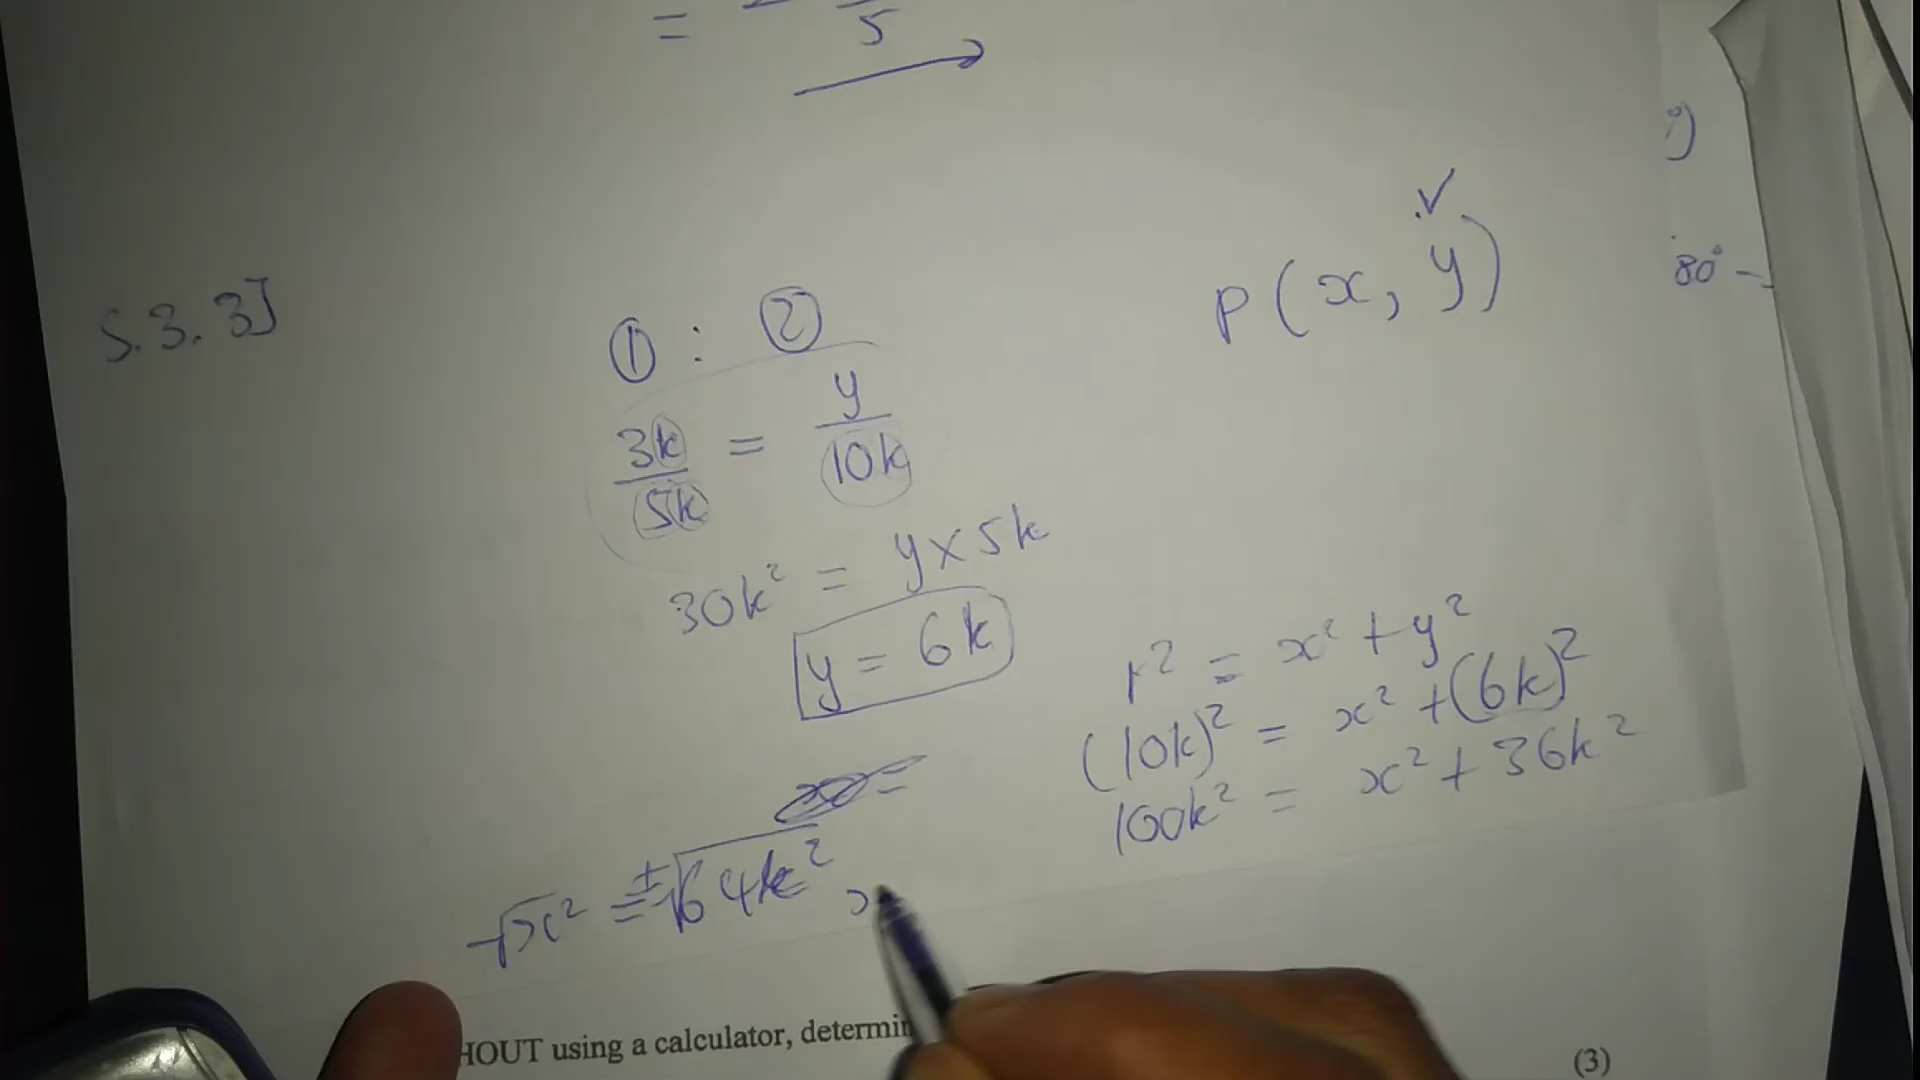 = 5
i)
80° -
5.3.3]
P(x, y)
① : ②
3k/5k = y/10k
30k² = y × 5k
y = 6k
r² = x² + y²
(10k)² = x² + (6k)²
100k² = x² + 36k²
√x² = ±√64k²
HOUT using a calculator, determin
(3)